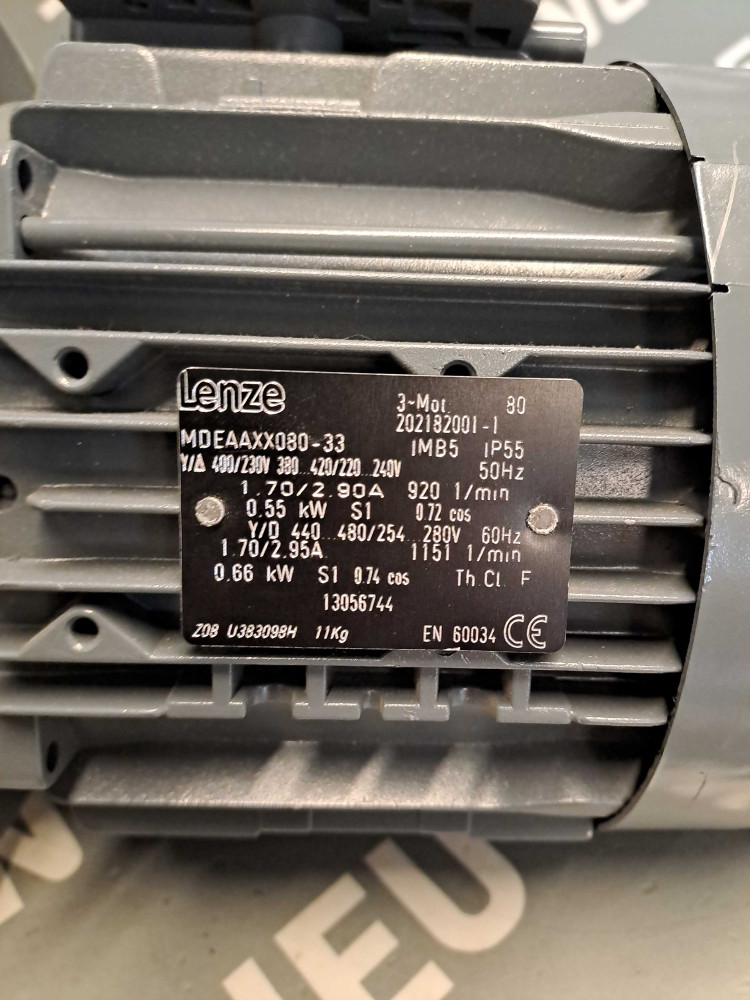 Lenze
3~Mot. 80
202182001-1
MDEAAXX080-33 IMB5 IP55
Y/Δ 400/230V 380...420/220...240V 50Hz
1.70/2.90A 920 1/min
0.55 kW S1 0.72 cos
Y/D 440...480/254...280V 60Hz
1.70/2.95A 1151 1/min
0.66 kW S1 0.74 cos Th.Cl. F
13056744
Z08 U383098H 11Kg EN 60034 CE
NEU